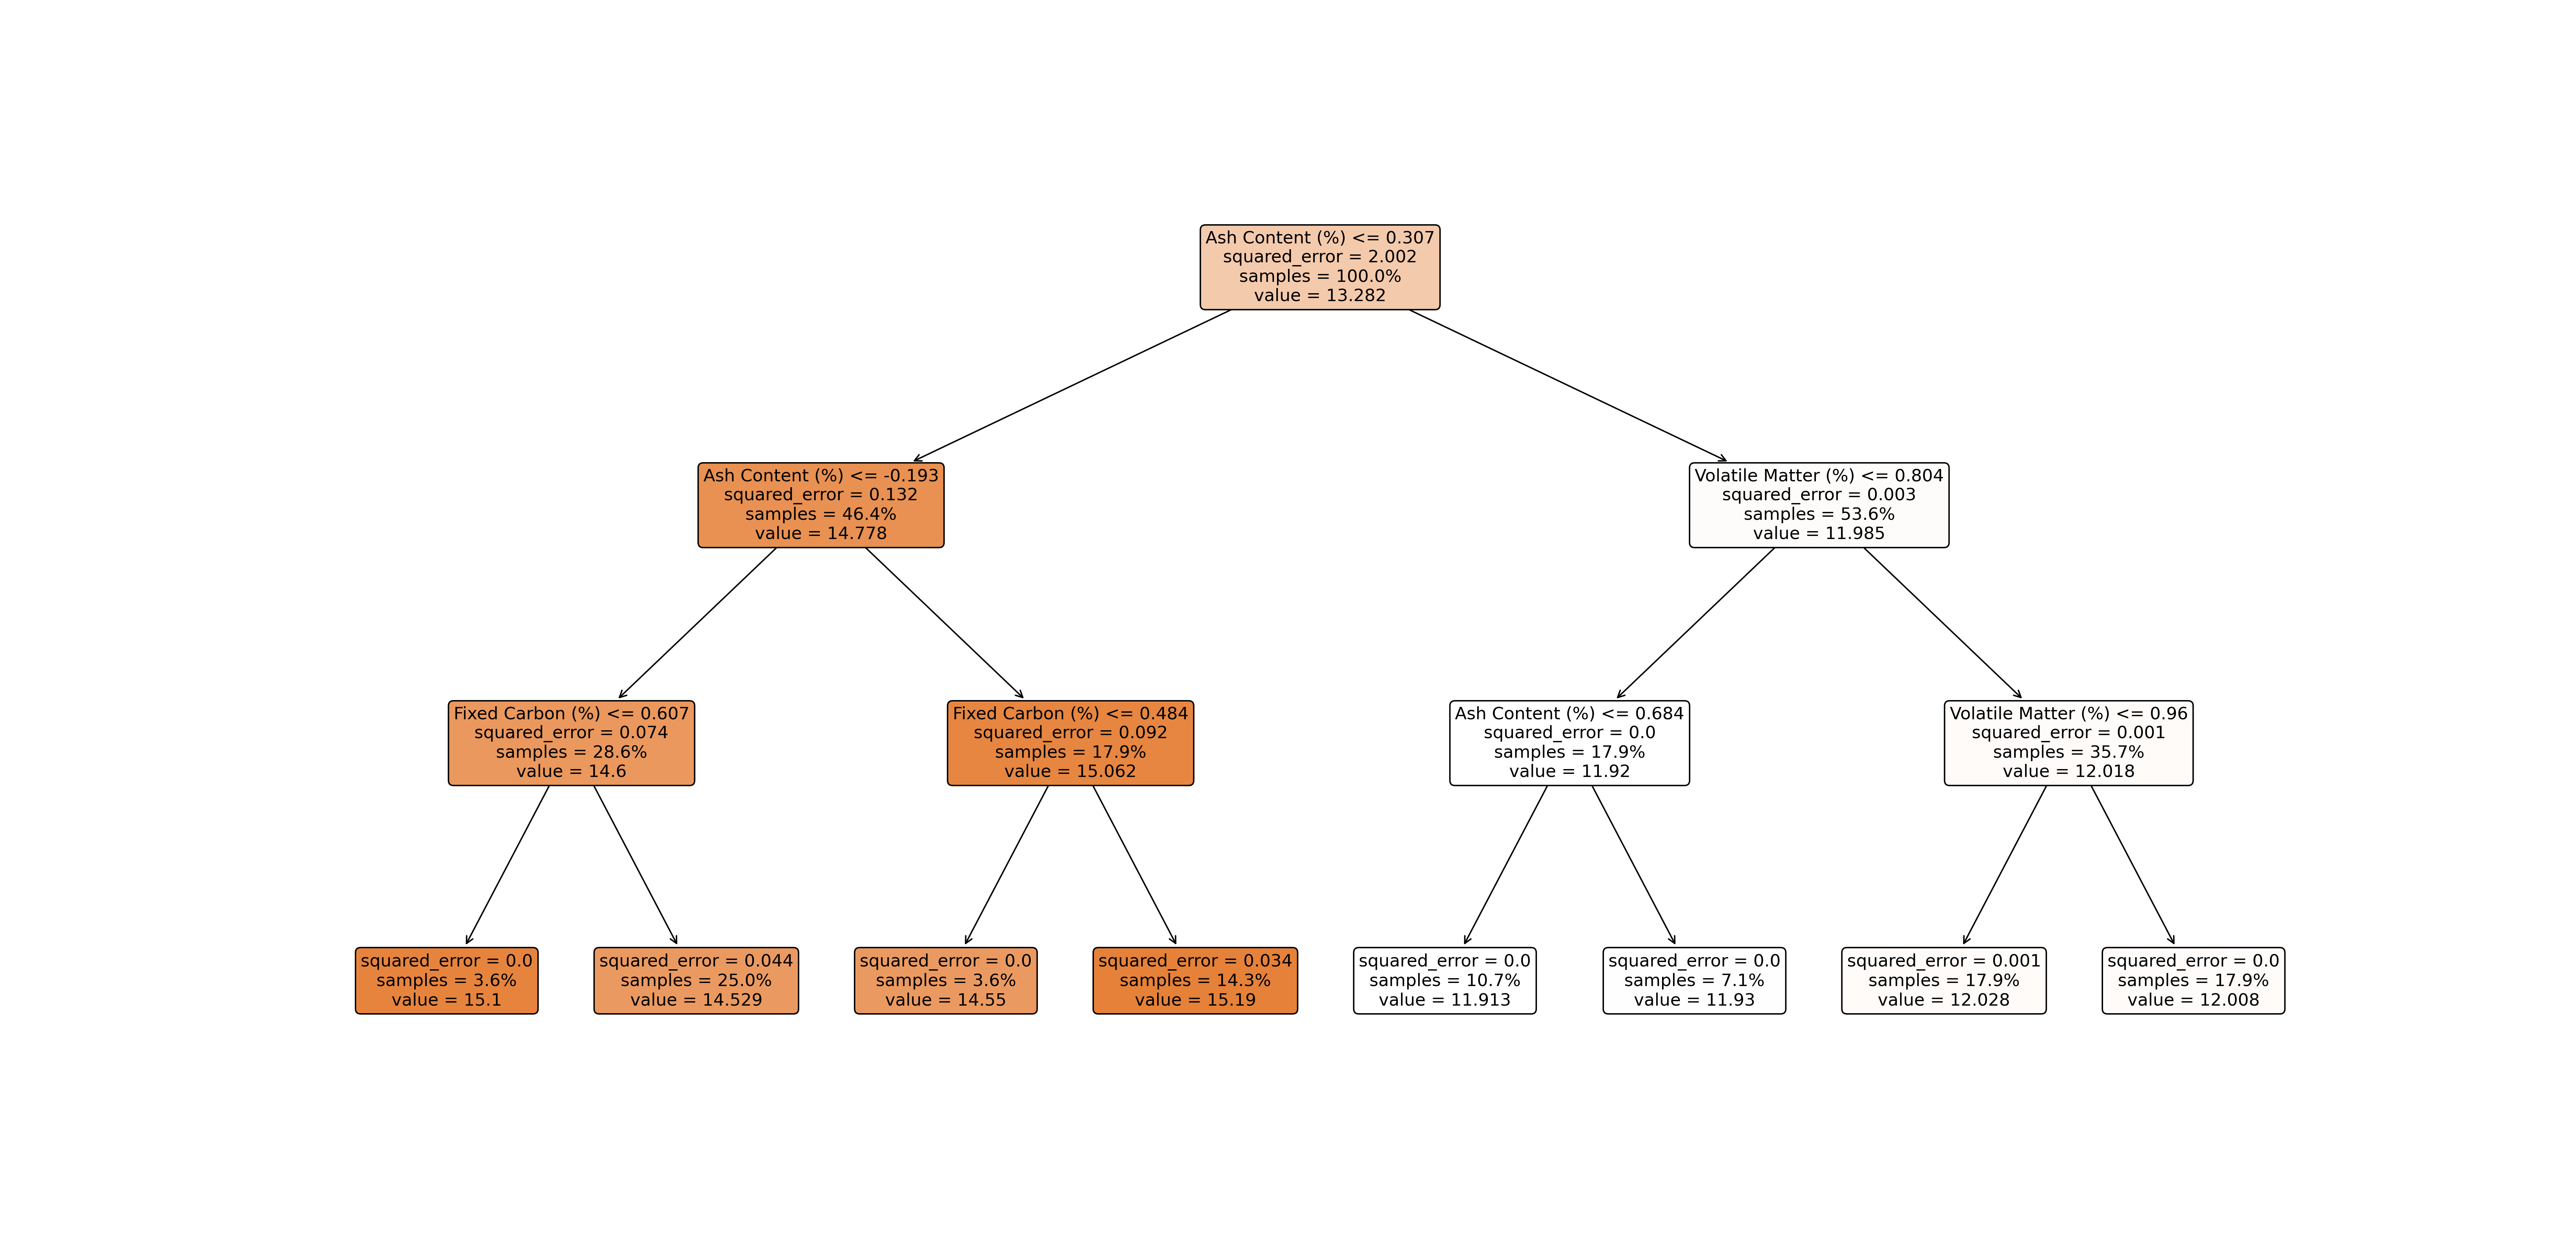 Ash Content (%) <= 0.307
squared_error = 2.002
samples = 100.0%
value = 13.282
Ash Content (%) <= -0.193
squared_error = 0.132
samples = 46.4%
value = 14.778
Volatile Matter (%) <= 0.804
squared_error = 0.003
samples = 53.6%
value = 11.985
Fixed Carbon (%) <= 0.607
squared_error = 0.074
samples = 28.6%
value = 14.6
Fixed Carbon (%) <= 0.484
squared_error = 0.092
samples = 17.9%
value = 15.062
Ash Content (%) <= 0.684
squared_error = 0.0
samples = 17.9%
value = 11.92
Volatile Matter (%) <= 0.96
squared_error = 0.001
samples = 35.7%
value = 12.018
squared_error = 0.0
samples = 3.6%
value = 15.1
squared_error = 0.044
samples = 25.0%
value = 14.529
squared_error = 0.0
samples = 3.6%
value = 14.55
squared_error = 0.034
samples = 14.3%
value = 15.19
squared_error = 0.0
samples = 10.7%
value = 11.913
squared_error = 0.0
samples = 7.1%
value = 11.93
squared_error = 0.001
samples = 17.9%
value = 12.028
squared_error = 0.0
samples = 17.9%
value = 12.008